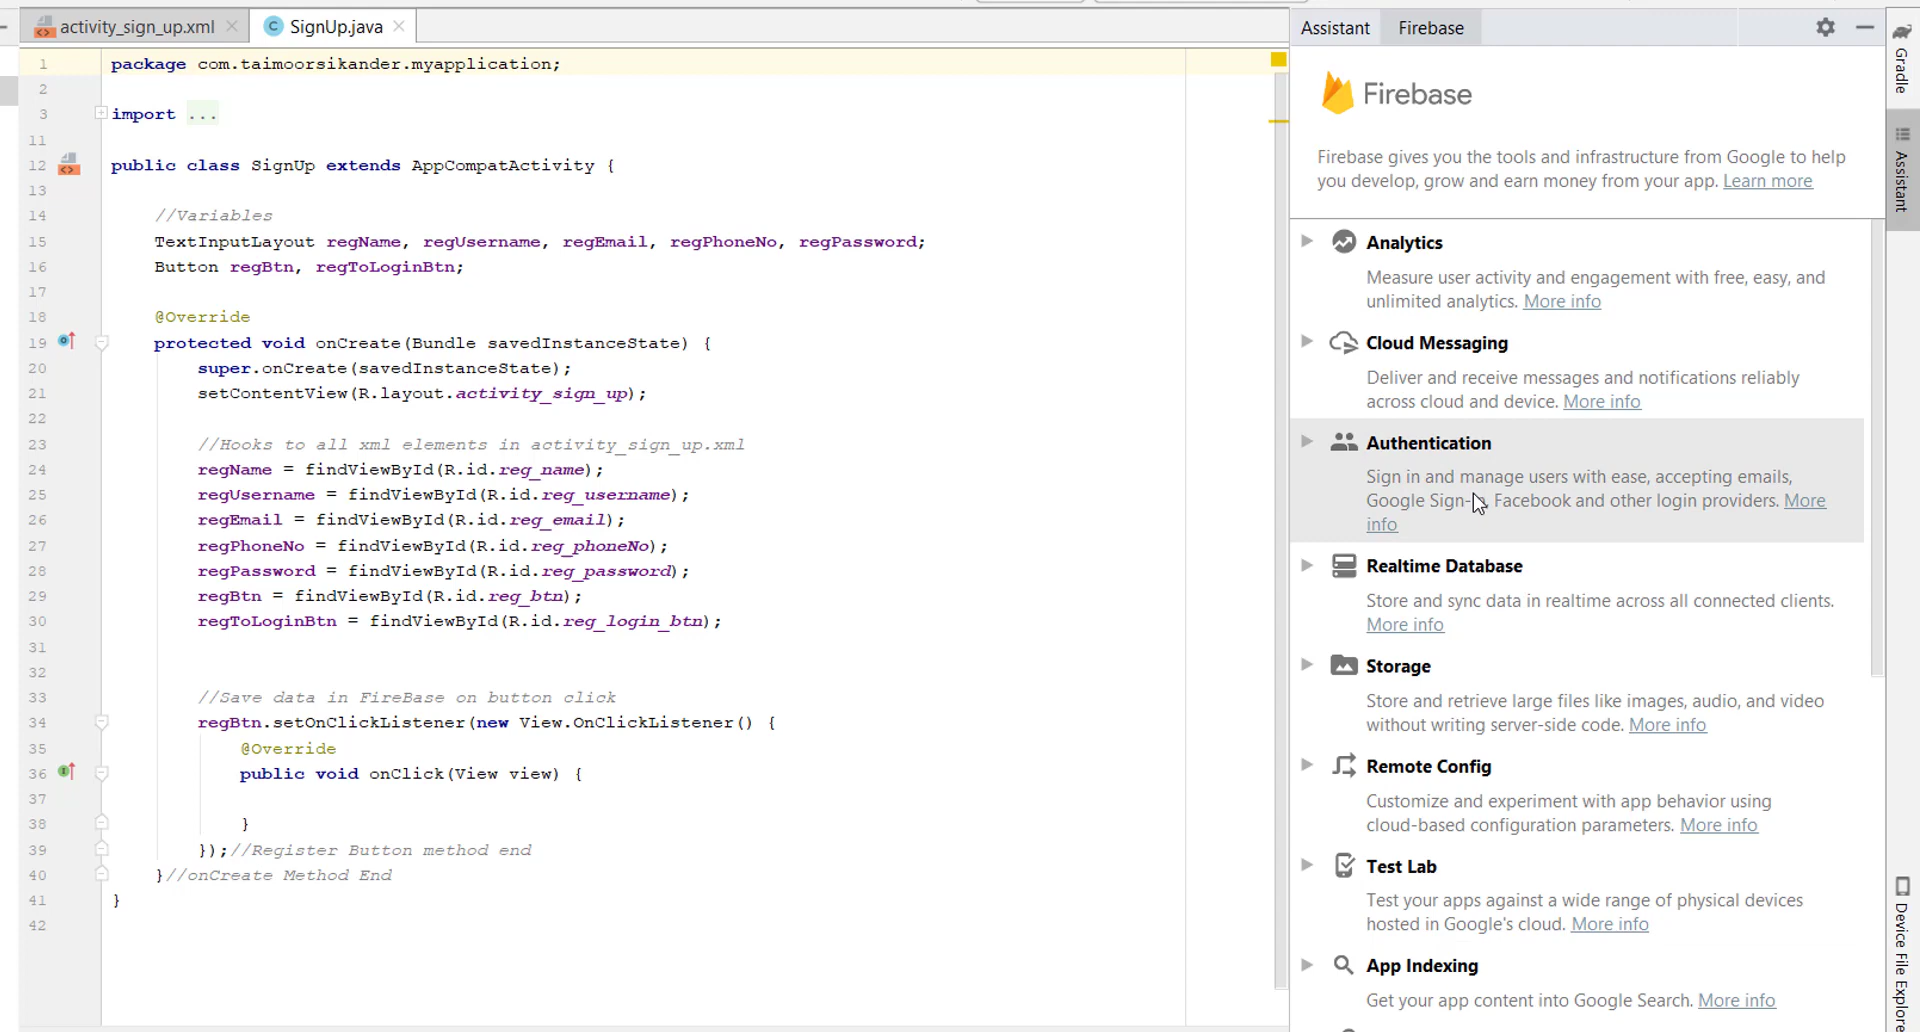 activity_sign_up.xml
SignUp.java
1 package com.taimoorsikander.myapplication;
2
3 import ...
11
12 public class SignUp extends AppCompatActivity {
13
14 //Variables
15 TextInputLayout regName, regUsername, regEmail, regPhoneNo, regPassword;
16 Button regBtn, regToLoginBtn;
17
18 @Override
19 protected void onCreate(Bundle savedInstanceState) {
20 super.onCreate(savedInstanceState);
21 setContentView(R.layout.activity_sign_up);
22
23 //Hooks to all xml elements in activity_sign_up.xml
24 regName = findViewById(R.id.reg_name);
25 regUsername = findViewById(R.id.reg_username);
26 regEmail = findViewById(R.id.reg_email);
27 regPhoneNo = findViewById(R.id.reg_phoneNo);
28 regPassword = findViewById(R.id.reg_password);
29 regBtn = findViewById(R.id.reg_btn);
30 regToLoginBtn = findViewById(R.id.reg_login_btn);
31
32
33 //Save data in FireBase on button click
34 regBtn.setOnClickListener(new View.OnClickListener() {
35 @Override
36 public void onClick(View view) {
37
38 }
39 });//Register Button method end
40 }//onCreate Method End
41 }
42
Assistant
Firebase
Firebase
Firebase gives you the tools and infrastructure from Google to help
you develop, grow and earn money from your app. Learn more
Analytics
Measure user activity and engagement with free, easy, and
unlimited analytics. More info
Cloud Messaging
Deliver and receive messages and notifications reliably
across cloud and device. More info
Authentication
Sign in and manage users with ease, accepting emails,
Google Sign- Facebook and other login providers. More
info
Realtime Database
Store and sync data in realtime across all connected clients.
More info
Storage
Store and retrieve large files like images, audio, and video
without writing server-side code. More info
Remote Config
Customize and experiment with app behavior using
cloud-based configuration parameters. More info
Test Lab
Test your apps against a wide range of physical devices
hosted in Google's cloud. More info
App Indexing
Get your app content into Google Search. More info
Gradle
Assistant
Device File Explore